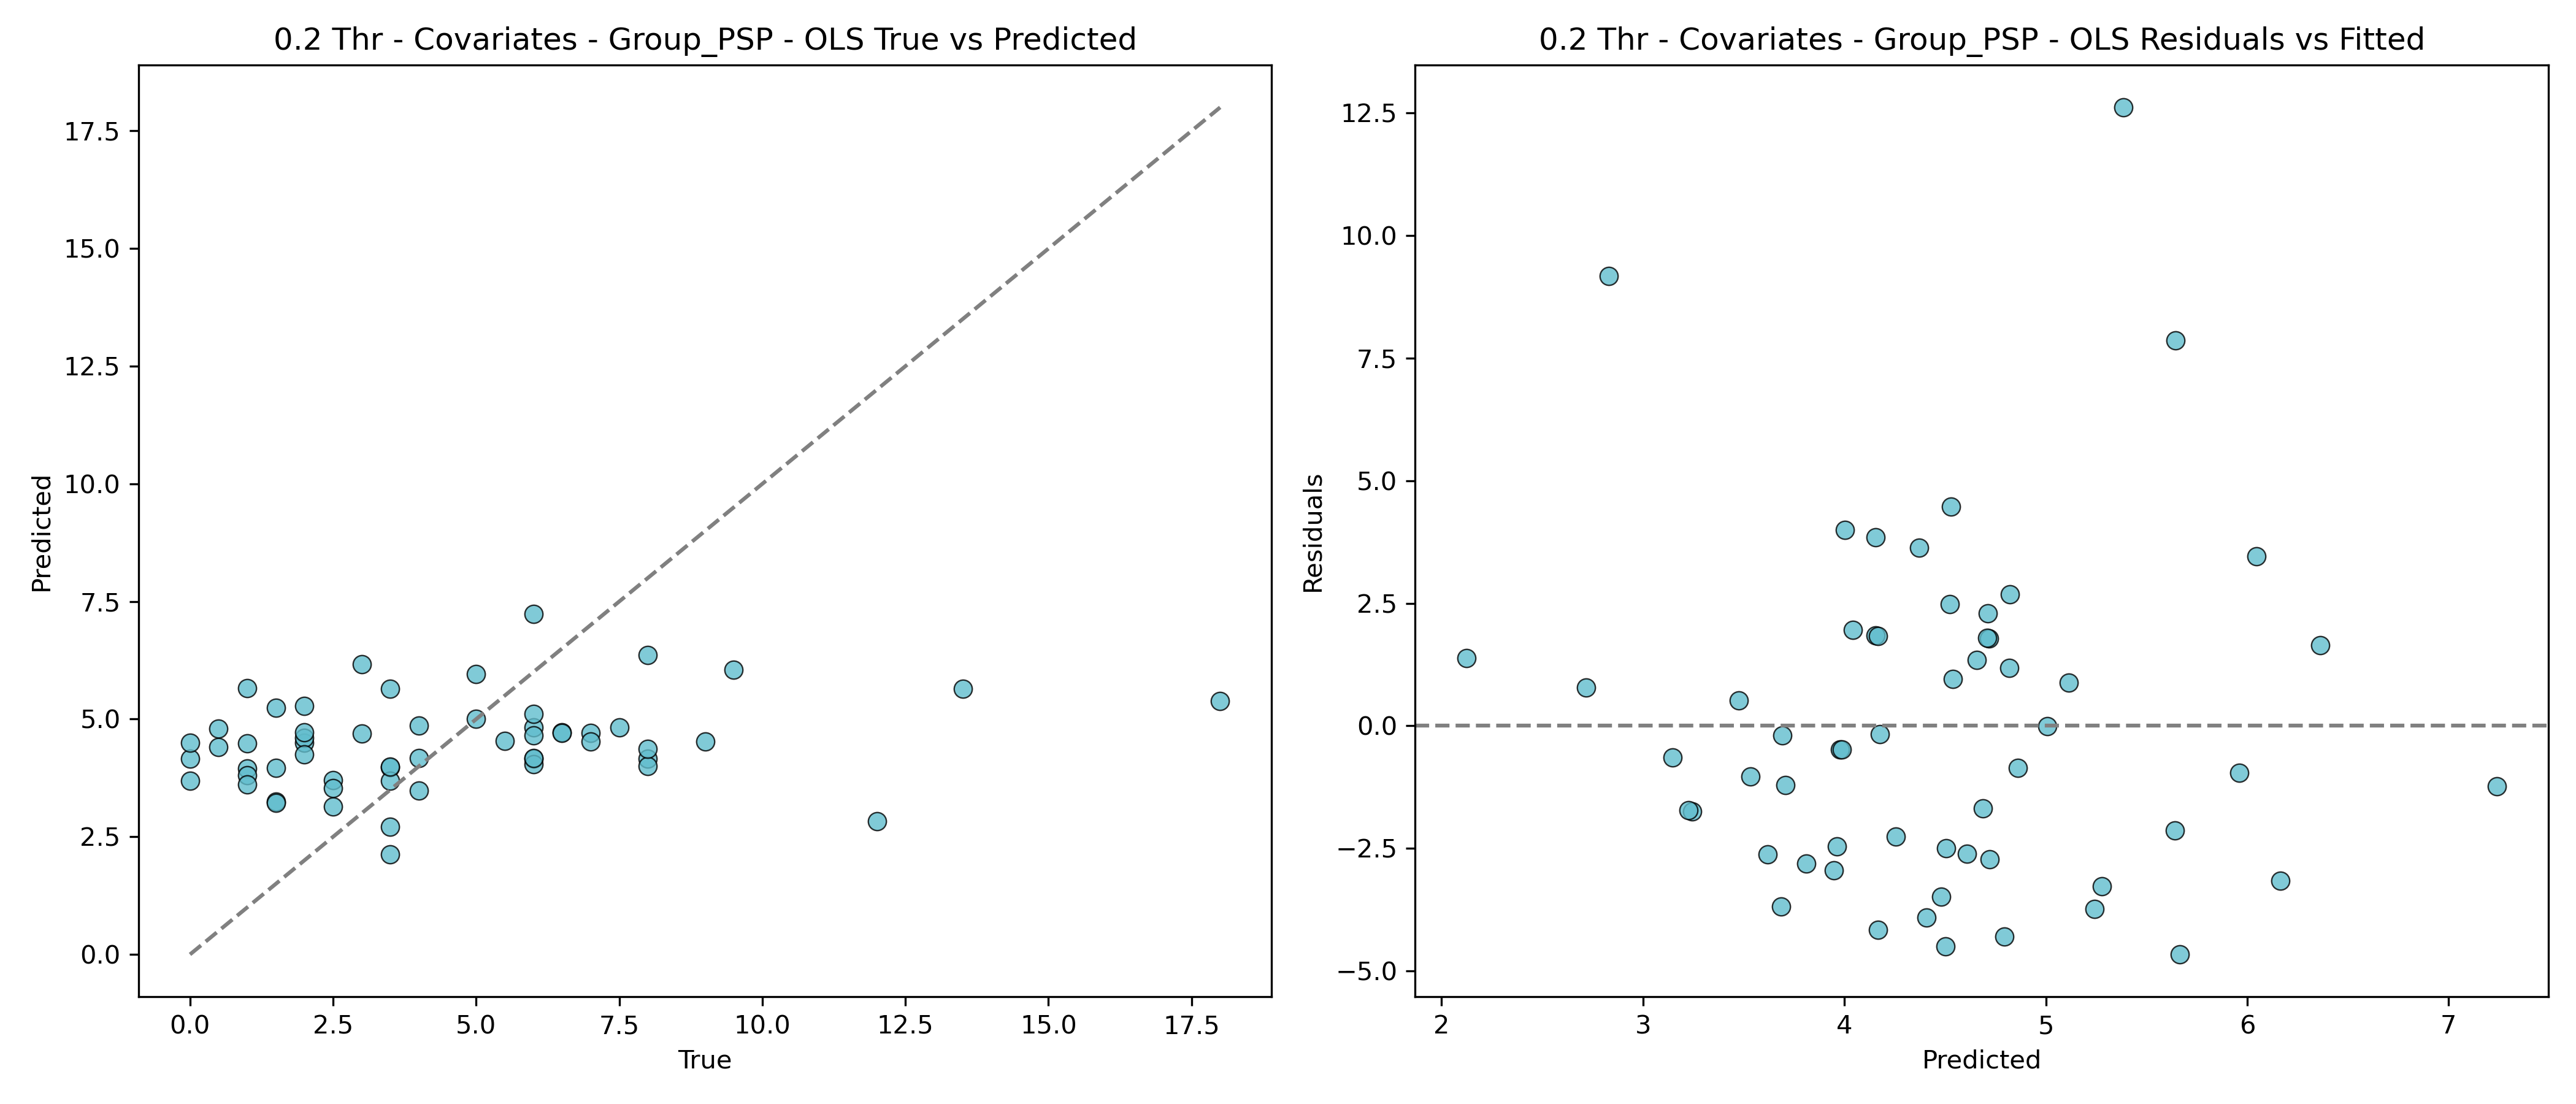 0.2 Thr - Covariates - Group_PSP - OLS True vs Predicted
Predicted
17.5
15.0
12.5
10.0
7.5
5.0
2.5
0.0
0.0 2.5 5.0 7.5 10.0 12.5 15.0 17.5
True
0.2 Thr - Covariates - Group_PSP - OLS Residuals vs Fitted
Residuals
12.5
10.0
7.5
5.0
2.5
0.0
−2.5
−5.0
2 3 4 5 6 7
Predicted